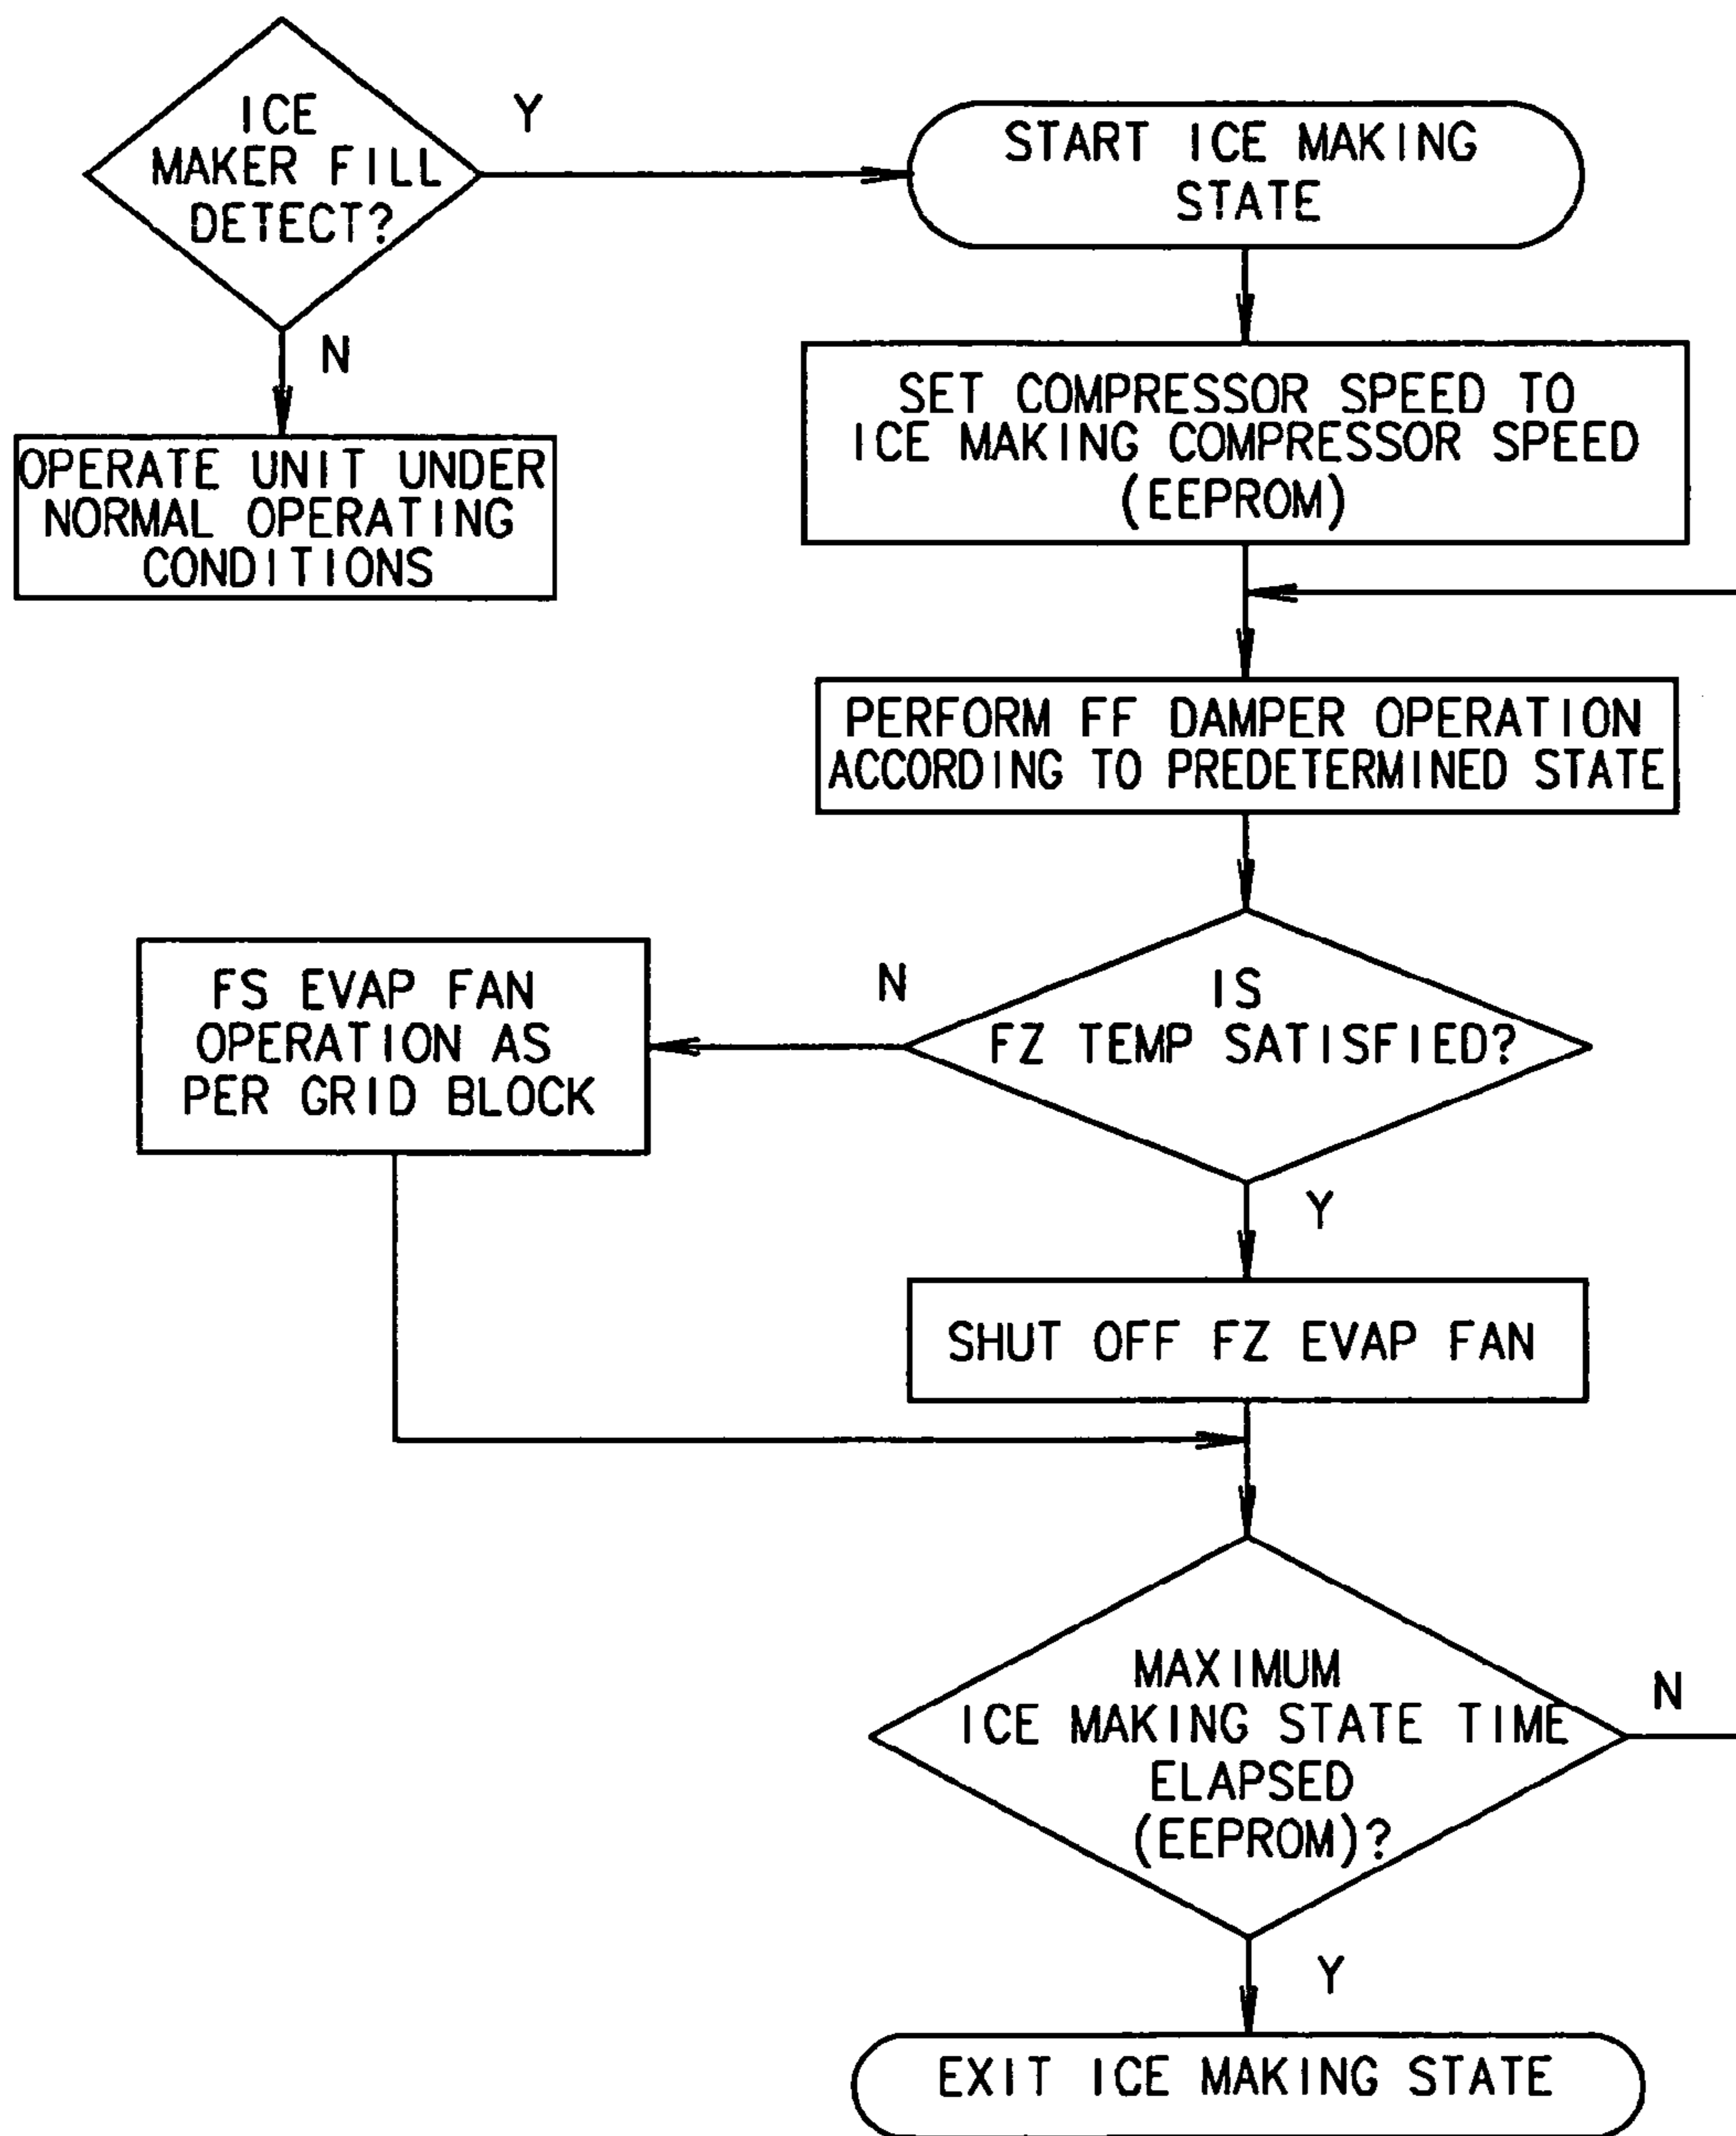 ICE
MAKER FILL
DETECT?
Y
N
OPERATE UNIT UNDER
NORMAL OPERATING
CONDITIONS
START ICE MAKING
STATE
SET COMPRESSOR SPEED TO
ICE MAKING COMPRESSOR SPEED
(EEPROM)
PERFORM FF DAMPER OPERATION
ACCORDING TO PREDETERMINED STATE
IS
FZ TEMP SATISFIED?
N
FS EVAP FAN
OPERATION AS
PER GRID BLOCK
Y
SHUT OFF FZ EVAP FAN
MAXIMUM
ICE MAKING STATE TIME
ELAPSED
(EEPROM)?
N
Y
EXIT ICE MAKING STATE